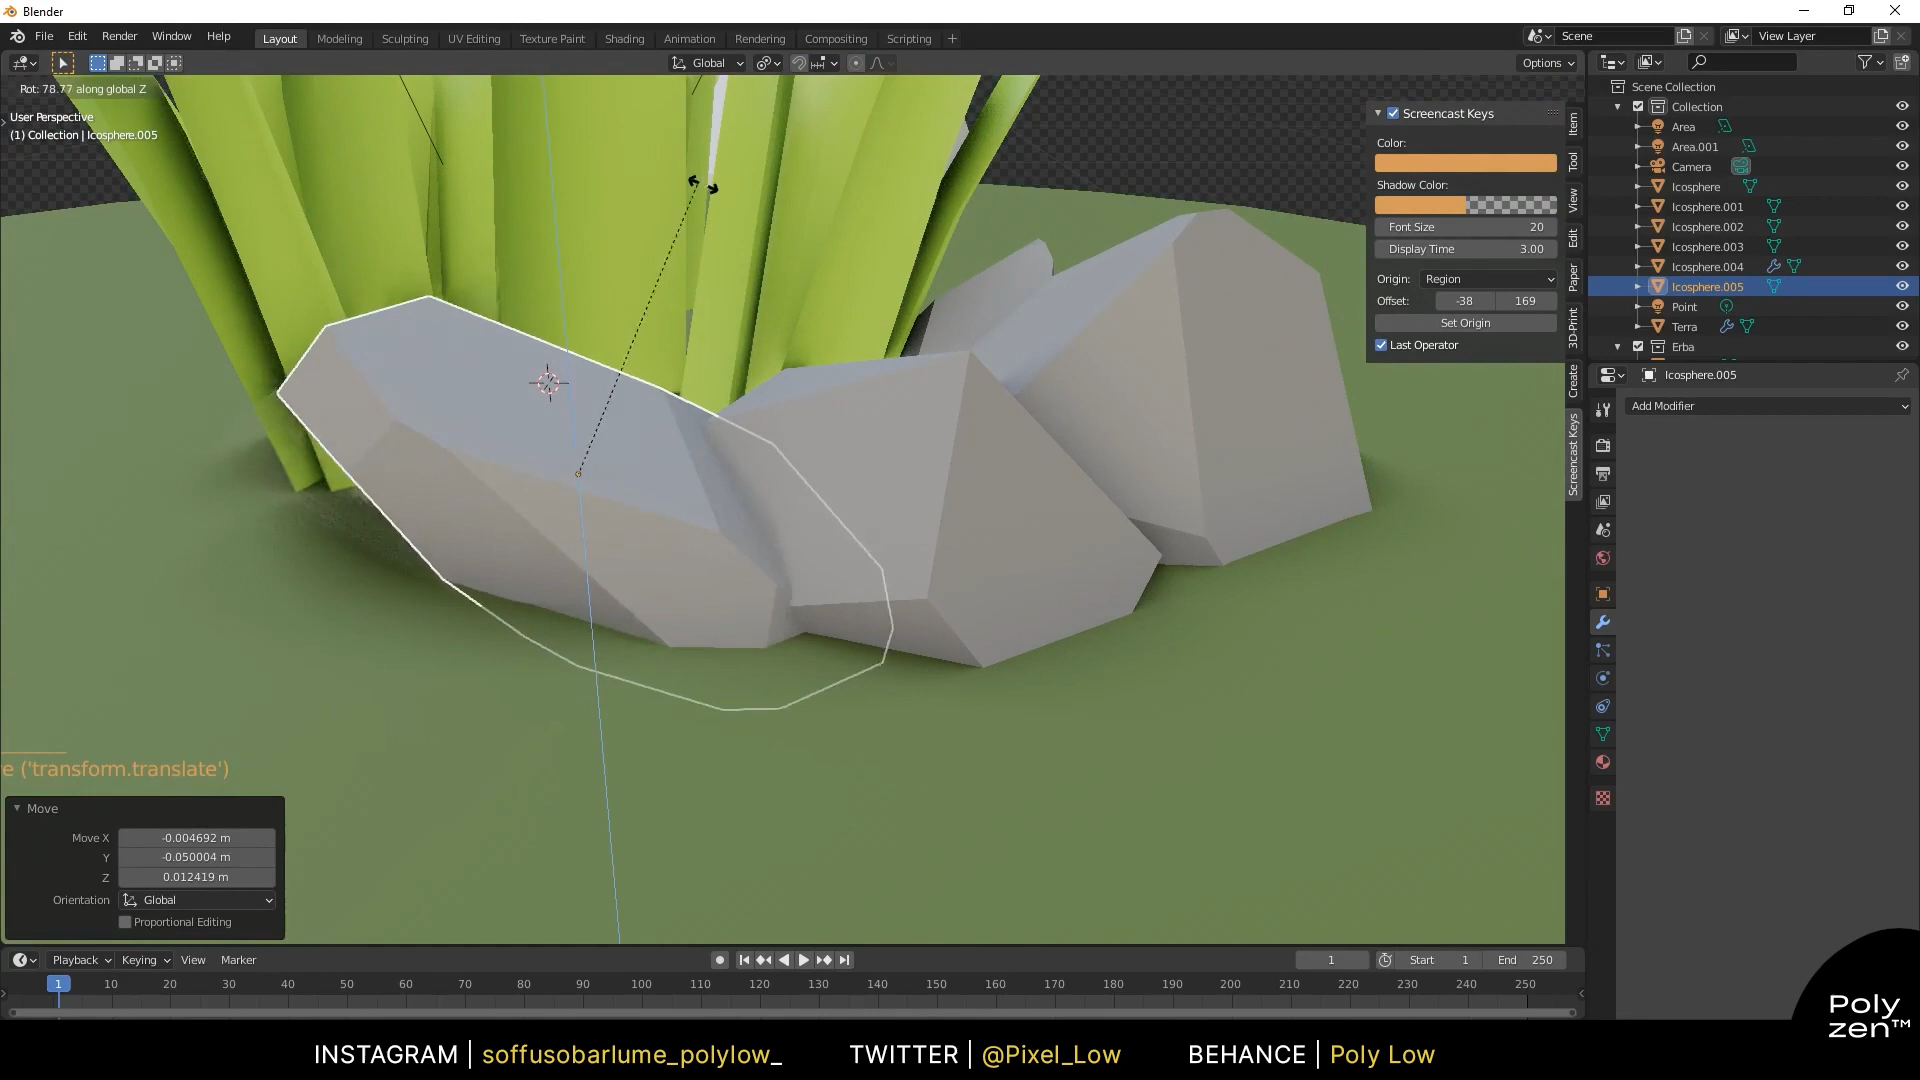 Blender
File Edit Render Window Help
Layout Modeling Sculpting UV Editing Texture Paint Shading Animation Rendering Compositing Scripting
Scene
View Layer
Global
Options
Rot: 78.77 along global Z
User Perspective
(1) Collection | Icosphere.005
Screencast Keys
Color:
Shadow Color:
Font Size 20
Display Time 3.00
Origin: Region
Offset: -38 169
Set Origin
Last Operator
Item
Tool
View
Edit
Paper
3D-Print
Create
Screencast Keys
Scene Collection
Collection
Area
Area.001
Camera
Icosphere
Icosphere.001
Icosphere.002
Icosphere.003
Icosphere.004
Icosphere.005
Point
Terra
Erba
Icosphere.005
Add Modifier
e ('transform.translate')
Move
Move X -0.004692 m
Y -0.050004 m
Z 0.012419 m
Orientation Global
Proportional Editing
Playback Keying View Marker
1 Start 1 End 250
1 10 20 30 40 50 60 70 80 90 100 110 120 130 140 150 160 170 180 190 200 210 220 230 240 250
INSTAGRAM | soffusobarlume_polylow_ TWITTER | @Pixel_Low BEHANCE | Poly Low
Poly
zen™